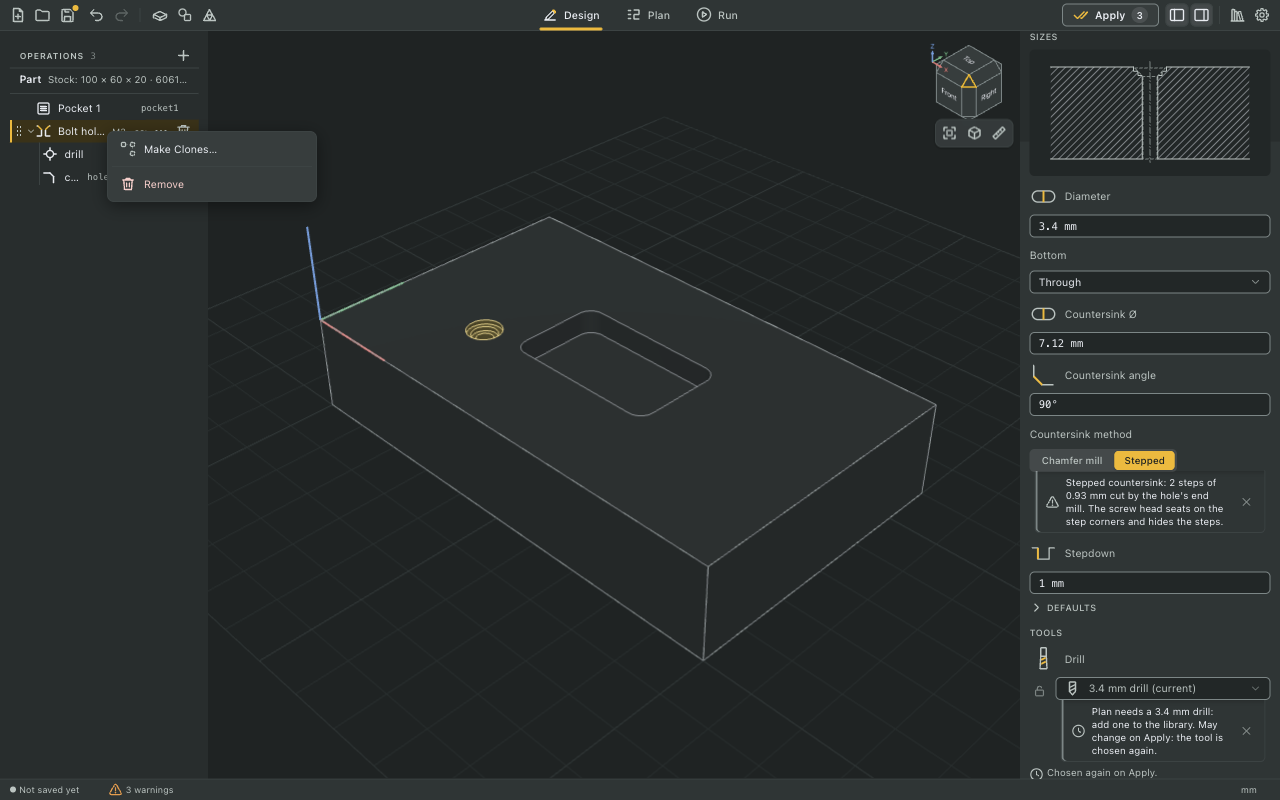 Design
Plan
Run
Apply 3
OPERATIONS 3
Part Stock: 100 × 60 × 20 · 6061...
Pocket 1 pocket1
Bolt hol...
drill
c... hole
Make Clones...
Remove
Z
Y
X
Top
Front
Right
SIZES
Diameter
3.4 mm
Bottom
Through
Countersink Ø
7.12 mm
Countersink angle
90°
Countersink method
Chamfer mill Stepped
Stepped countersink: 2 steps of
0.93 mm cut by the hole's end
mill. The screw head seats on the
step corners and hides the steps.
Stepdown
1 mm
DEFAULTS
TOOLS
Drill
3.4 mm drill (current)
Plan needs a 3.4 mm drill:
add one to the library. May
change on Apply: the tool is
chosen again.
Chosen again on Apply.
Not saved yet
3 warnings
mm